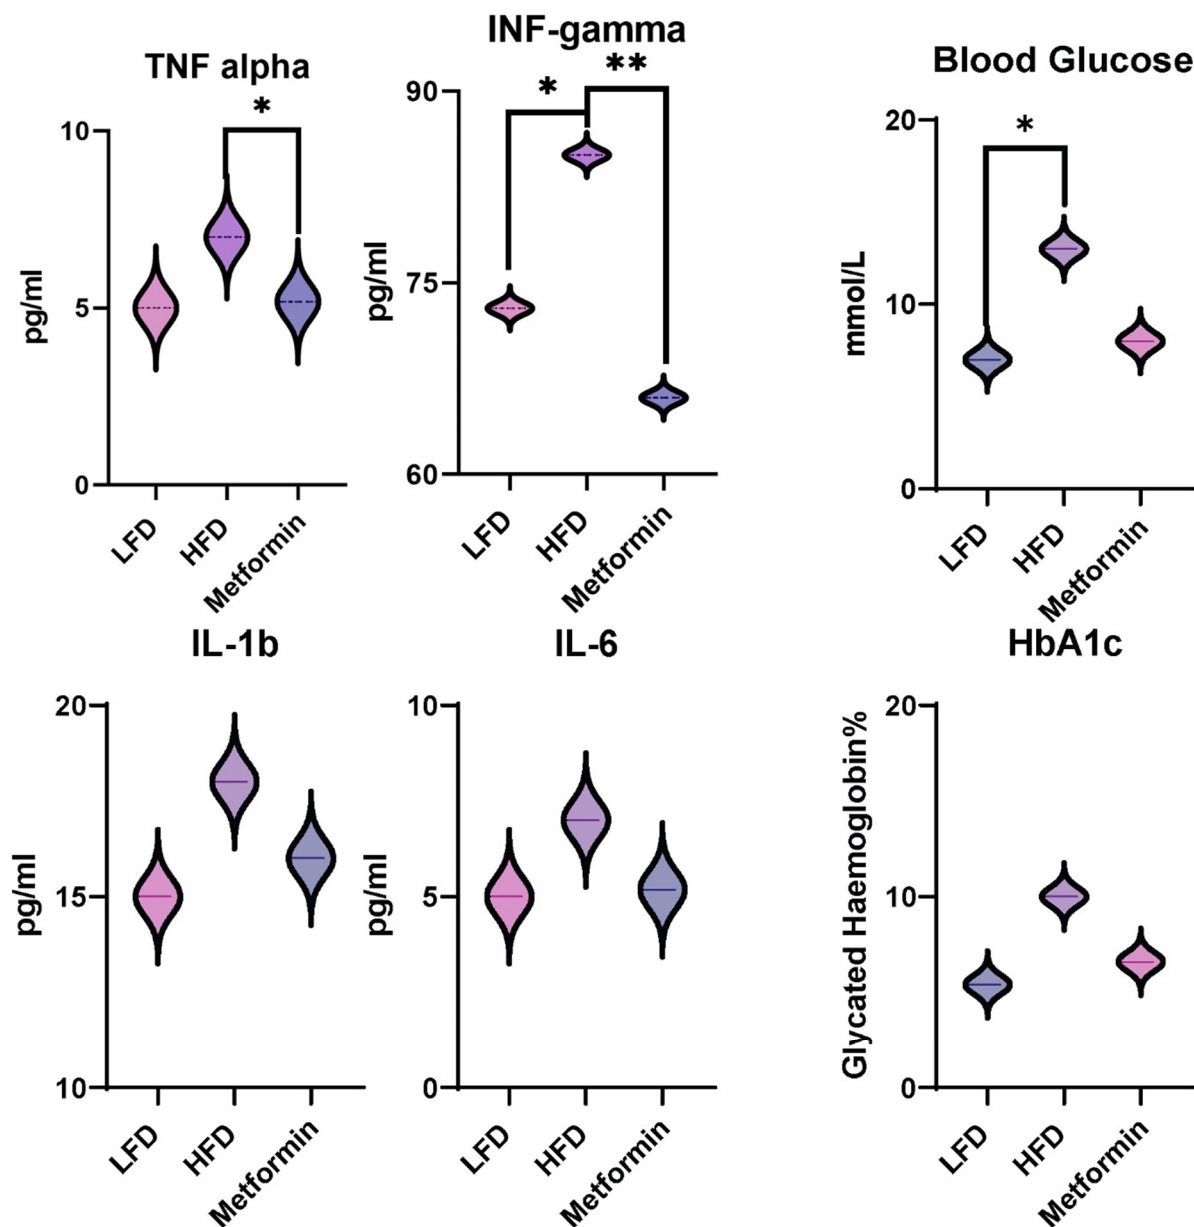 TNF alpha
*
10
5
0
pg/ml
LFD
HFD
Metformin
INF-gamma
*
**
90
75
60
pg/ml
LFD
HFD
Metformin
Blood Glucose
*
20
10
0
mmol/L
LFD
HFD
Metformin
IL-1b
20
15
10
pg/ml
LFD
HFD
Metformin
IL-6
10
5
0
pg/ml
LFD
HFD
Metformin
HbA1c
20
10
0
Glycated Haemoglobin%
LFD
HFD
Metformin